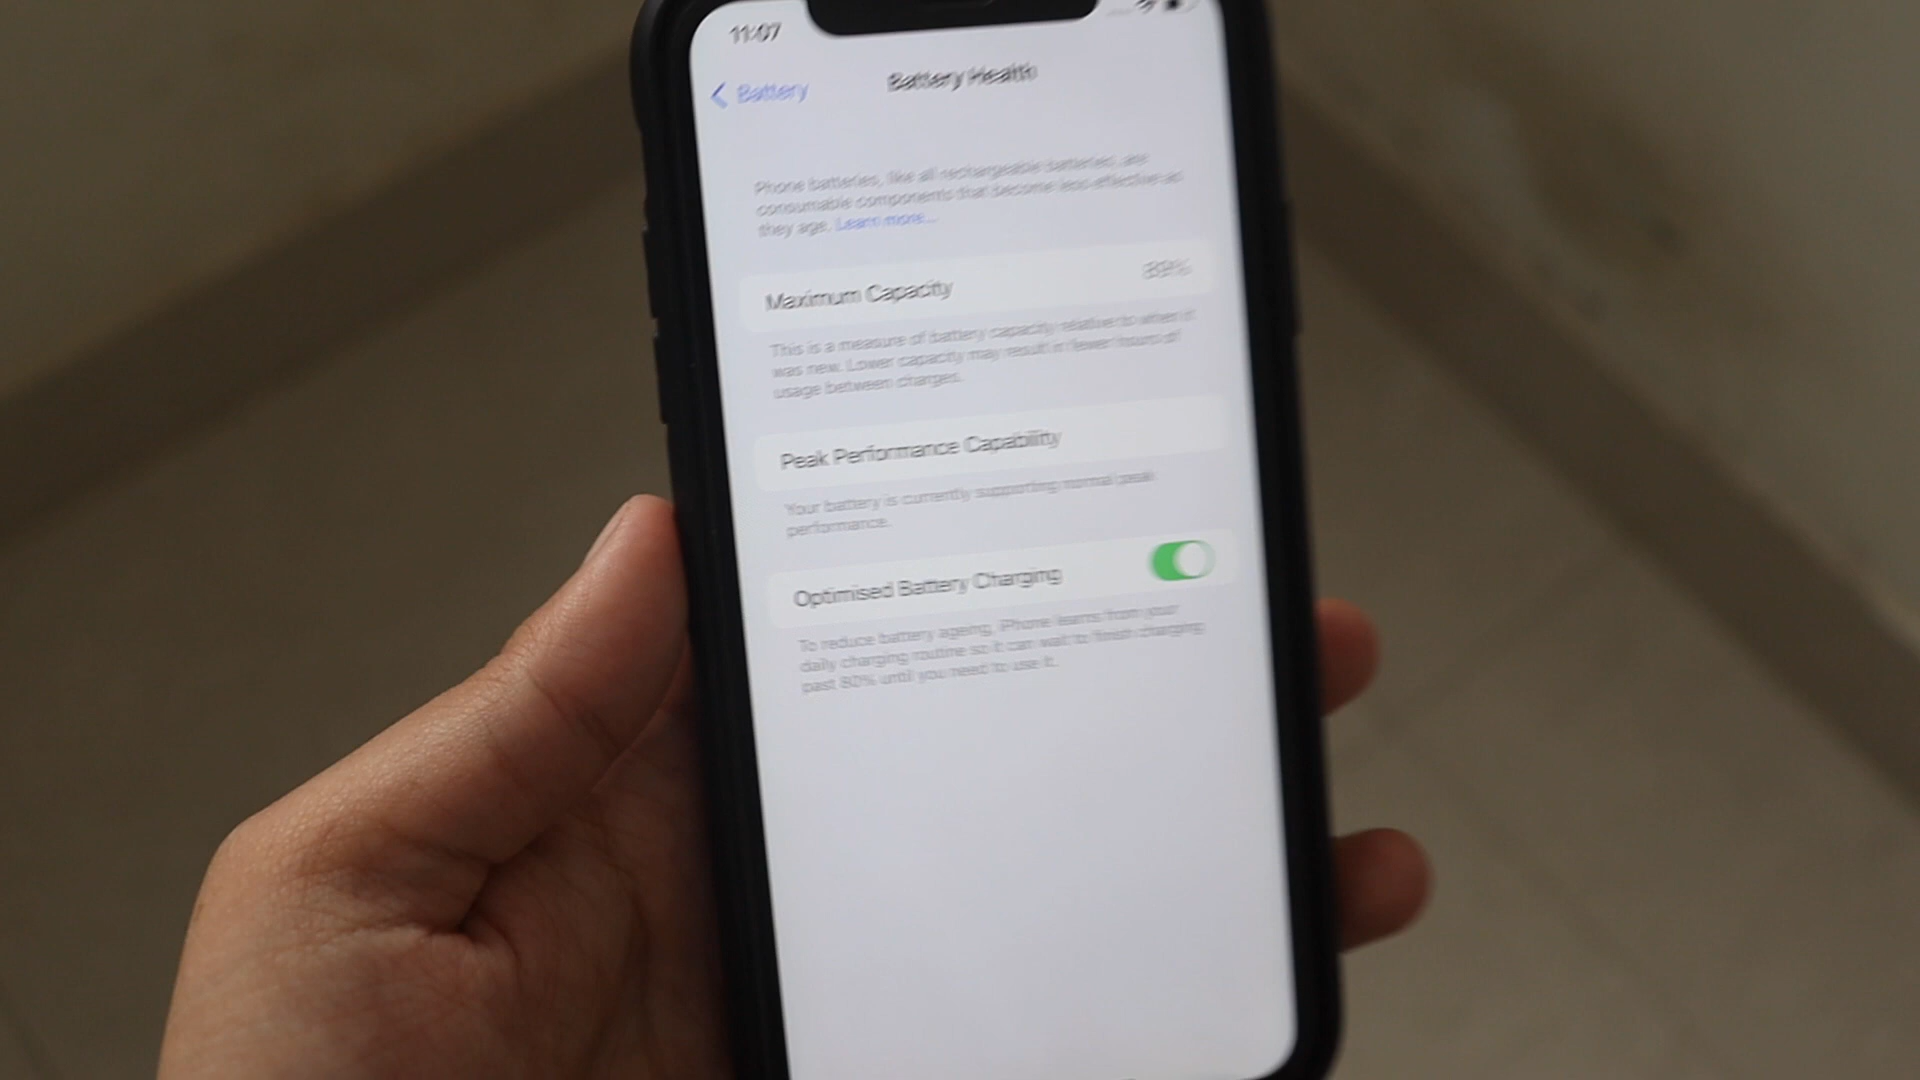 11:07
Battery
Battery Health
Phone batteries, like all rechargeable batteries, are
consumable components that become less effective as
they age. Learn more...
Maximum Capacity
This is a measure of battery capacity relative to when it
was new. Lower capacity may result in fewer hours of
usage between charges.
Peak Performance Capability
Your battery is currently supporting normal peak
performance.
Optimised Battery Charging
To reduce battery ageing, iPhone learns from your
daily charging routine so it can wait to finish charging
past 80% until you need to use it.